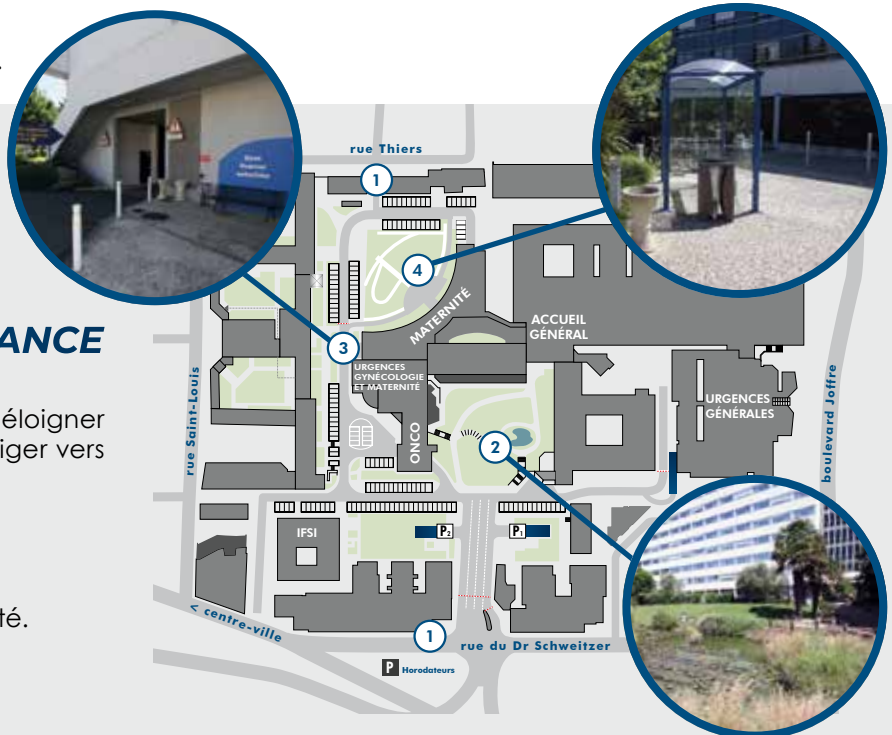 rue Thiers
1
4
MATERNITÉ
ACCUEIL
GÉNÉRAL
ANCE
3
URGENCES
GYNÉCOLOGIE
ET MATERNITÉ
URGENCES
GÉNÉRALES
rue Saint-Louis
boulevard Joffre
éloigner
iger vers
ONCO
2
IFSI
P2
P1
té.
< centre-ville
1
rue du Dr Schweitzer
P Horodateurs